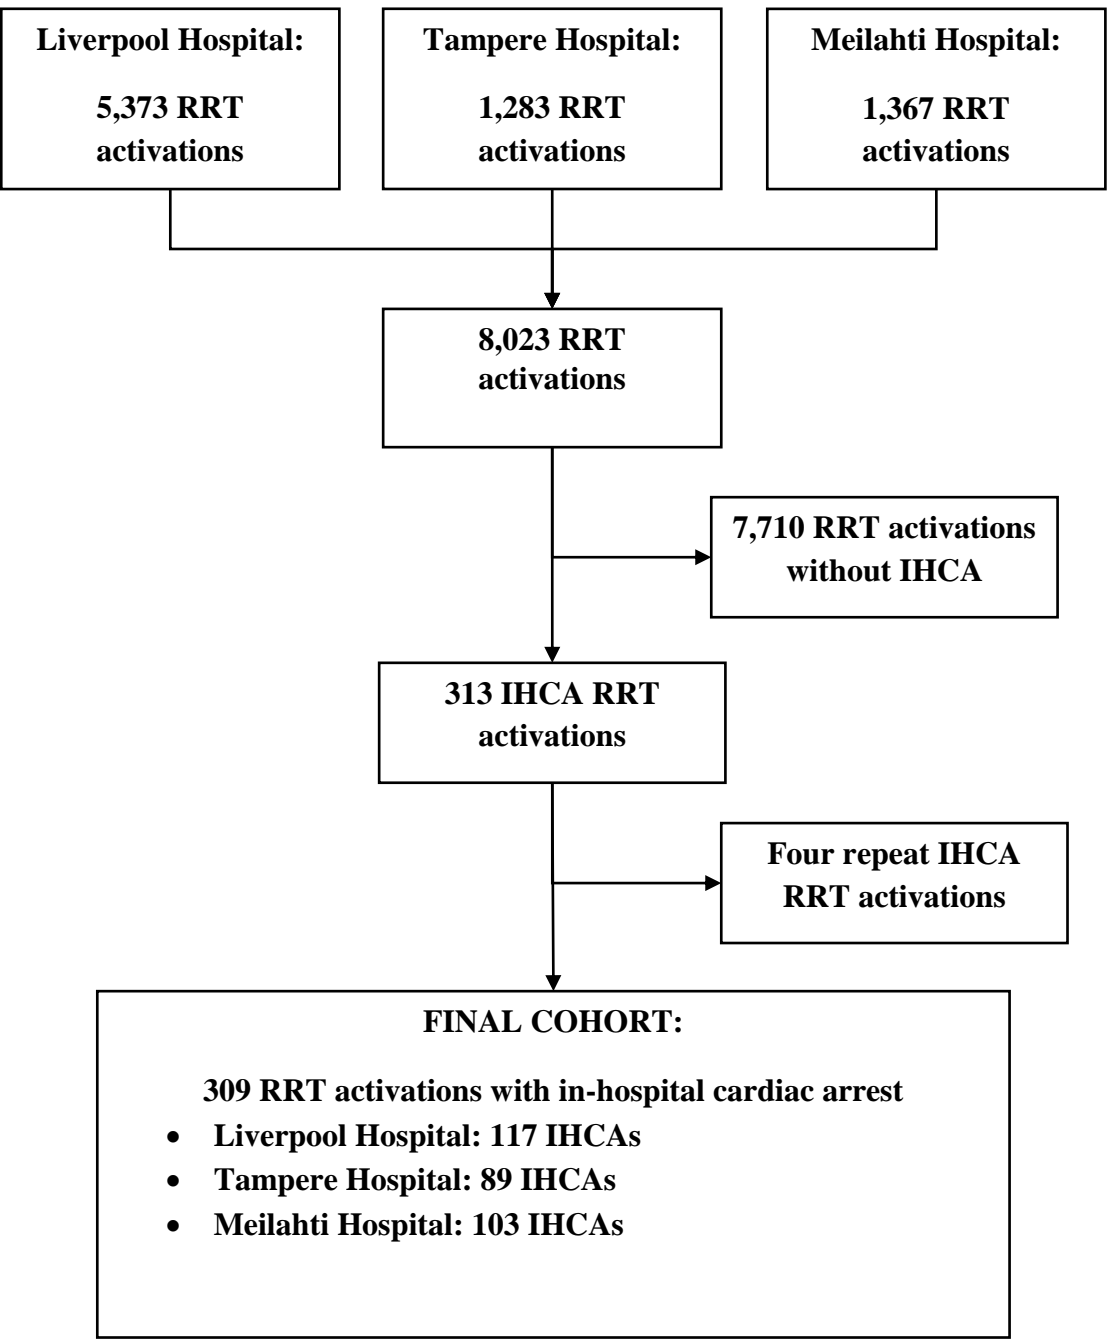 Liverpool Hospital:
5,373 RRT
activations
Tampere Hospital:
1,283 RRT
activations
Meilahti Hospital:
1,367 RRT
activations
8,023 RRT
activations
7,710 RRT activations
without IHCA
313 IHCA RRT
activations
Four repeat IHCA
RRT activations
FINAL COHORT:
309 RRT activations with in-hospital cardiac arrest
• Liverpool Hospital: 117 IHCAs
• Tampere Hospital: 89 IHCAs
• Meilahti Hospital: 103 IHCAs